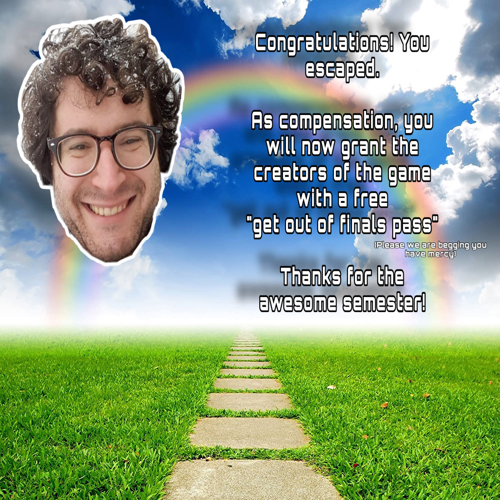 Congratulations! You
escaped.
As compensation, you
will now grant the
creators of the game
with a free
"get out of finals pass"
(Please we are begging you
have mercy)
Thanks for the
awesome semester!